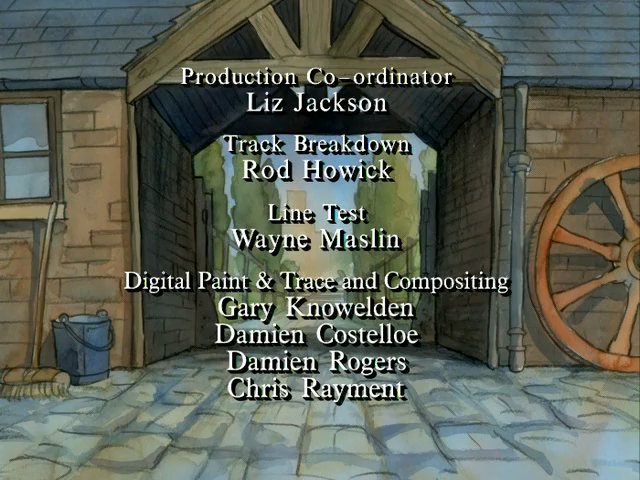 Production Co-ordinator
Liz Jackson
Track Breakdown
Rod Howick
Line Test
Wayne Maslin
Digital Paint & Trace and Compositing
Gary Knowelden
Damien Costelloe
Damien Rogers
Chris Rayment